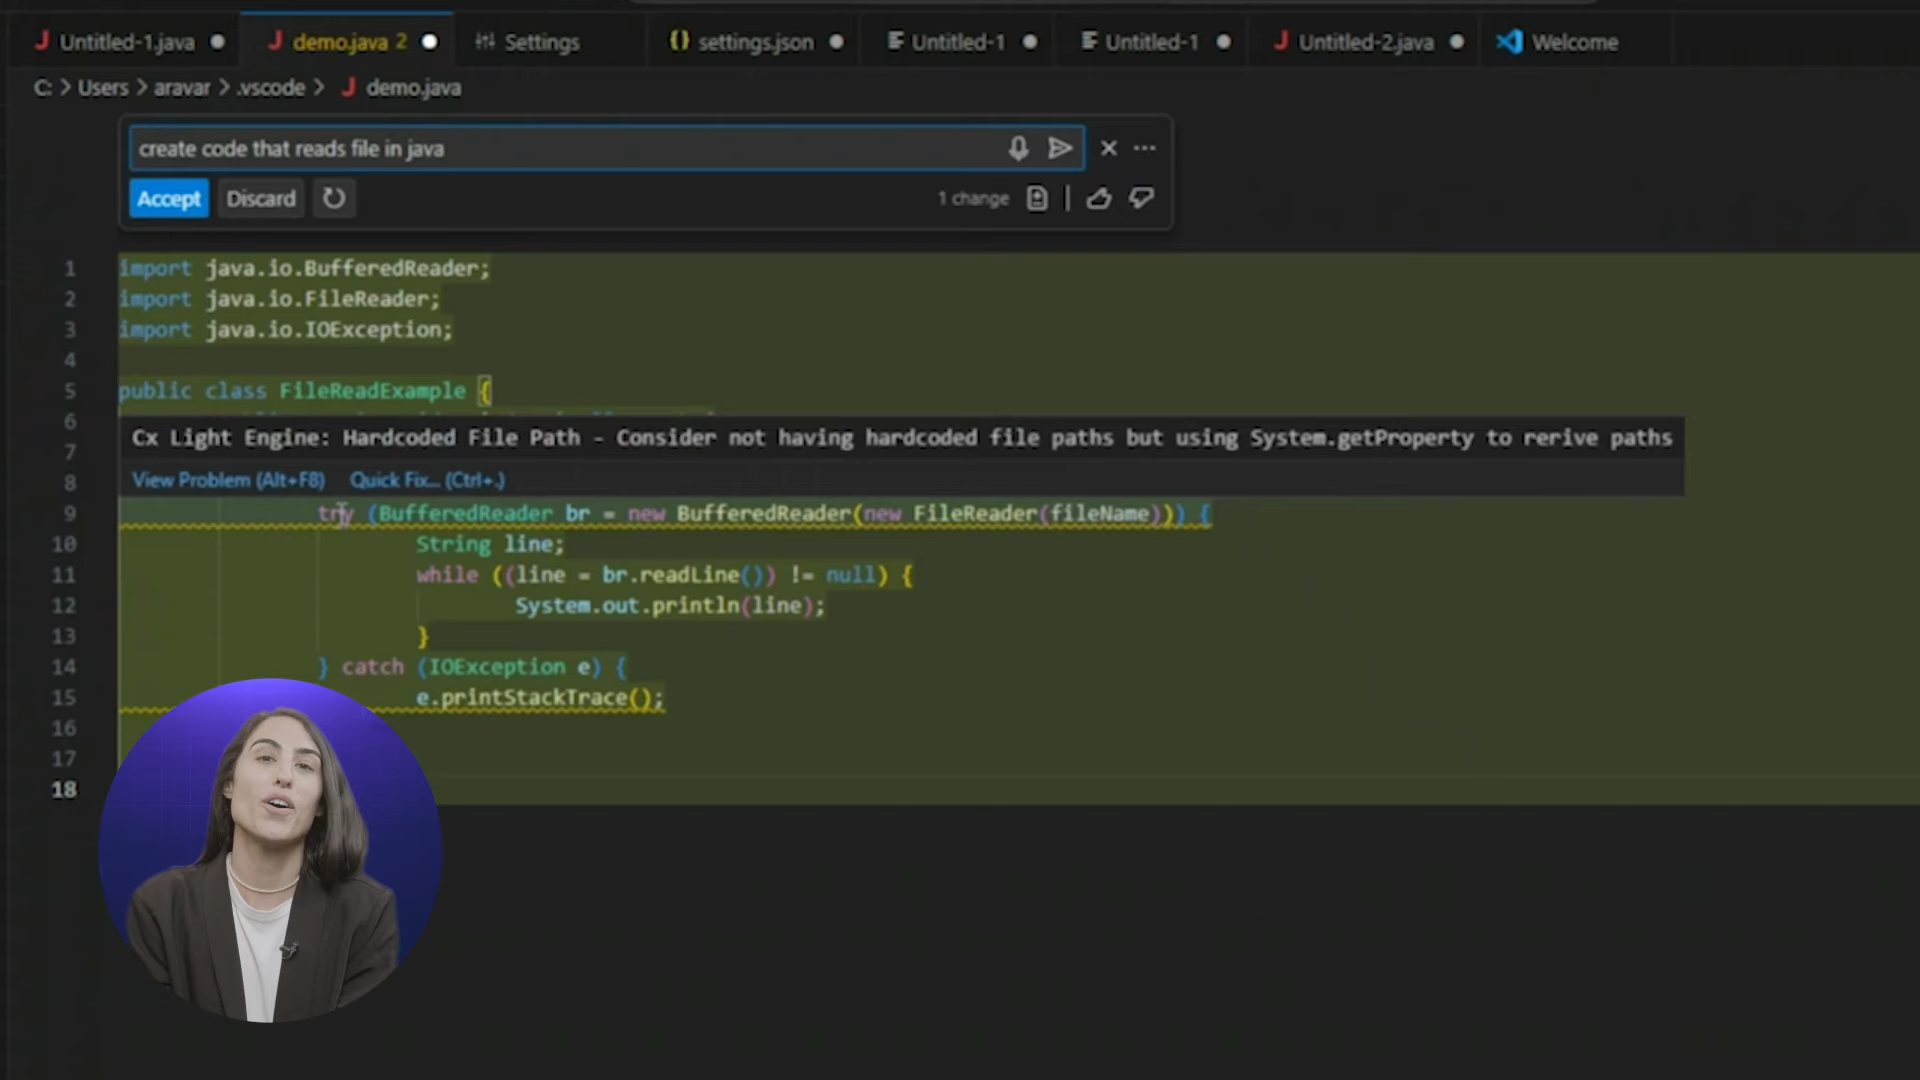 Untitled-1.java
demo.java 2
Settings
settings.json
Untitled-1
Untitled-1
Untitled-2.java
Welcome
C: > Users > aravar > .vscode > demo.java
create code that reads file in java
Accept
Discard
1 change
1 import java.io.BufferedReader;
2 import java.io.FileReader;
3 import java.io.IOException;
4
5 public class FileReadExample {
6
Cx Light Engine: Hardcoded File Path - Consider not having hardcoded file paths but using System.getProperty to rerive paths
7
View Problem (Alt+F8) Quick Fix... (Ctrl+.)
8
9 try (BufferedReader br = new BufferedReader(new FileReader(fileName))) {
10 String line;
11 while ((line = br.readLine()) != null) {
12 System.out.println(line);
13 }
14 } catch (IOException e) {
15 e.printStackTrace();
16
17
18